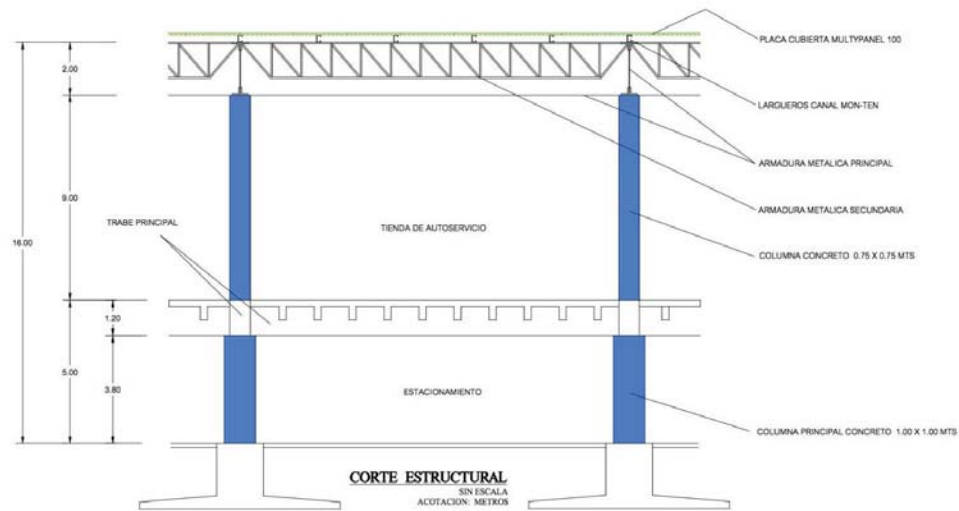 PLACA CUBIERTA MULTYPANEL 100
2.00
LARGUEROS CANAL MON-TEN
ARMADURA METALICA PRINCIPAL
9.00
ARMADURA METALICA SECUNDARIA
TRABE PRINCIPAL
TIENDA DE AUTOSERVICIO
16.00
COLUMNA CONCRETO 0.75 X 0.75 MTS
1.20
5.00
3.80
ESTACIONAMIENTO
COLUMNA PRINCIPAL CONCRETO 1.00 X 1.00 MTS
CORTE ESTRUCTURAL
SIN ESCALA
ACOTACION: METROS